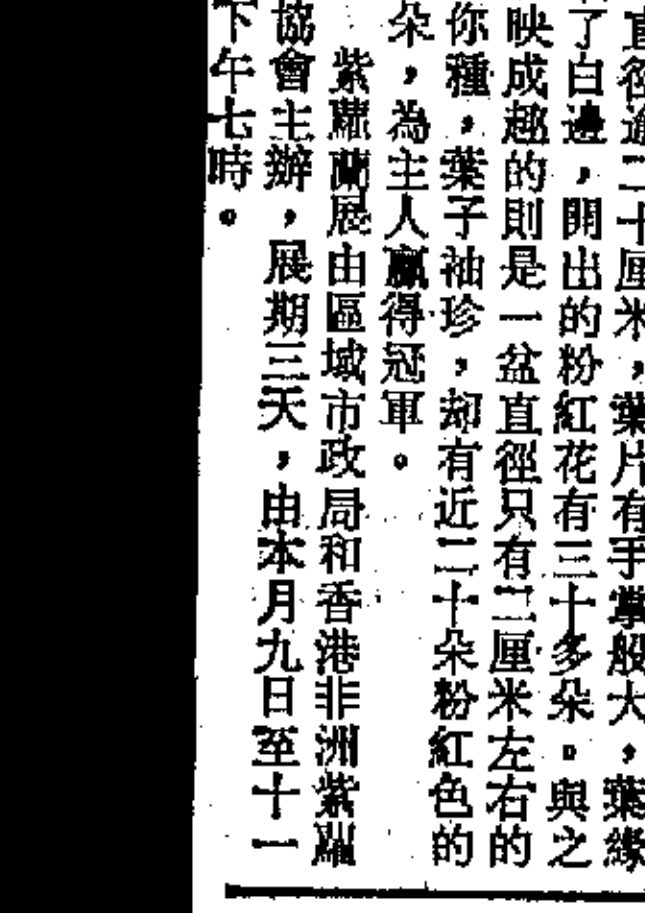 直徑逾二十厘米，葉片有手掌般大，葉緣
了白邊，開出的粉紅花有三十多朵。與之
映成趣的則是一盆直徑只有二厘米左右的
你種，葉子袖珍，却有近二十朵粉紅色的
朵，為主人贏得冠軍。
紫蘿蘭展由區域市政局和香港非洲紫蘿
協會主辦，展期三天，由本月九日至十一
下午七時。